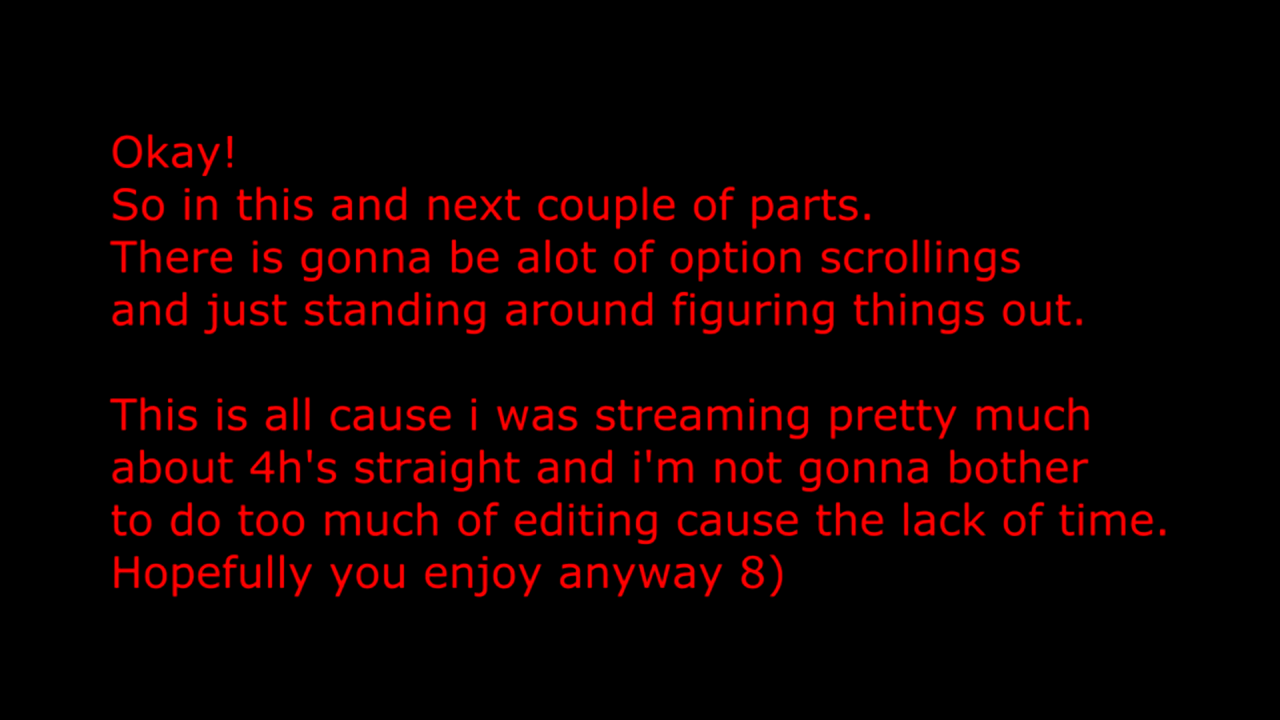 Okay!
So in this and next couple of parts.
There is gonna be alot of option scrollings
and just standing around figuring things out.
This is all cause i was streaming pretty much
about 4h's straight and i'm not gonna bother
to do too much of editing cause the lack of time.
Hopefully you enjoy anyway 8)